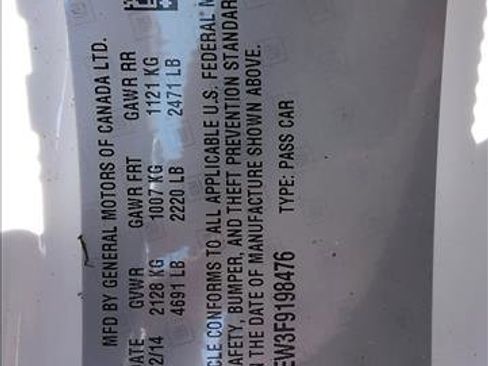 MFD BY GENERAL MOTORS OF CANADA LTD.
DATE GVWR GAWR FRT GAWR RR
2/14 2128 KG 1007 KG 1121 KG
4691 LB 2220 LB 2471 LB
CLE CONFORMS TO ALL APPLICABLE U.S. FEDERAL M
AFETY, BUMPER, AND THEFT PREVENTION STANDAR
N THE DATE OF MANUFACTURE SHOWN ABOVE.
EW3F9198476 TYPE: PASS CAR